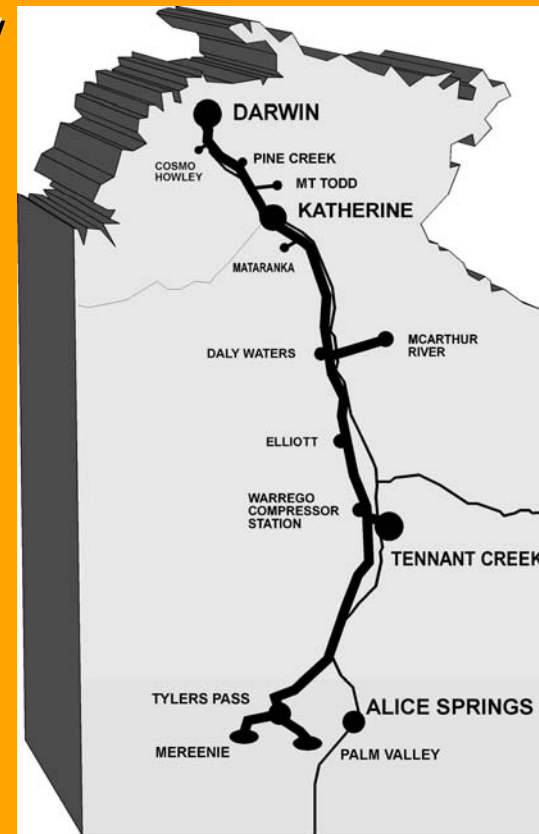 DARWIN
COSMO
HOWLEY
PINE CREEK
MT TODD
KATHERINE
MATARANKA
DALY WATERS
MCARTHUR
RIVER
ELLIOTT
WARREGO
COMPRESSOR
STATION
TENNANT CREEK
TYLERS PASS
ALICE SPRINGS
MEREENIE
PALM VALLEY